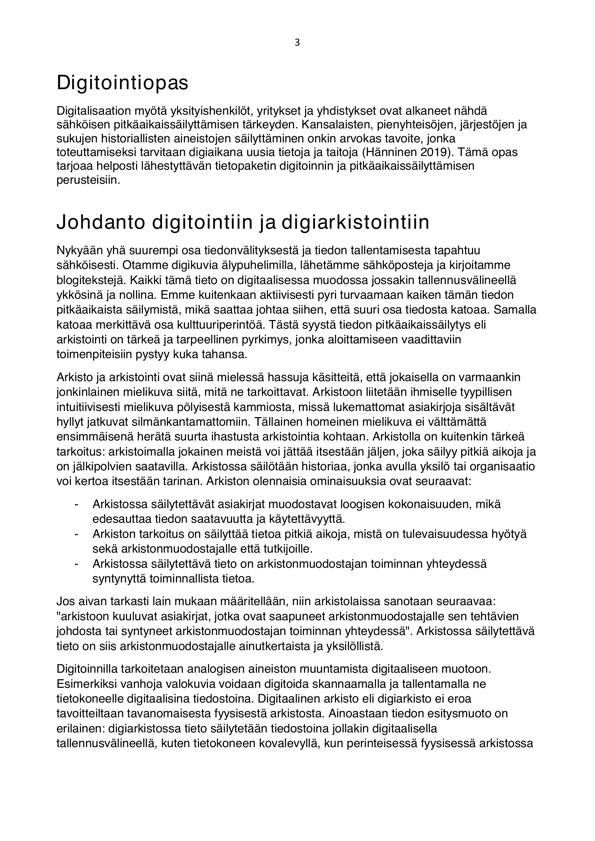 3
Digitointiopas
Digitalisaation myötä yksityishenkilöt, yritykset ja yhdistykset ovat alkaneet nähdä
sähköisen pitkäaikaissäilyttämisen tärkeyden. Kansalaisten, pienyhteisöjen, järjestöjen ja
sukujen historiallisten aineistojen säilyttäminen onkin arvokas tavoite, jonka
toteuttamiseksi tarvitaan digiaikana uusia tietoja ja taitoja (Hänninen 2019). Tämä opas
tarjoaa helposti lähestyttävän tietopaketin digitoinnin ja pitkäaikaissäilyttämisen
perusteisiin.
Johdanto digitointiin ja digiarkistointiin
Nykyään yhä suurempi osa tiedonvälityksestä ja tiedon tallentamisesta tapahtuu
sähköisesti. Otamme digikuvia älypuhelimilla, lähetämme sähköposteja ja kirjoitamme
blogitekstejä. Kaikki tämä tieto on digitaalisessa muodossa jossakin tallennusvälineellä
ykkösinä ja nollina. Emme kuitenkaan aktiivisesti pyri turvaamaan kaiken tämän tiedon
pitkäaikaista säilymistä, mikä saattaa johtaa siihen, että suuri osa tiedosta katoaa. Samalla
katoaa merkittävä osa kulttuuriperintöä. Tästä syystä tiedon pitkäaikaissäilytys eli
arkistointi on tärkeä ja tarpeellinen pyrkimys, jonka aloittamiseen vaadittaviin
toimenpiteisiin pystyy kuka tahansa.
Arkisto ja arkistointi ovat siinä mielessä hassuja käsitteitä, että jokaisella on varmaankin
jonkinlainen mielikuva siitä, mitä ne tarkoittavat. Arkistoon liitetään ihmiselle tyypillisen
intuitiivisesti mielikuva pölyisestä kammiosta, missä lukemattomat asiakirjoja sisältävät
hyllyt jatkuvat silmänkantamattomiin. Tällainen homeinen mielikuva ei välttämättä
ensimmäisenä herätä suurta ihastusta arkistointia kohtaan. Arkistolla on kuitenkin tärkeä
tarkoitus: arkistoimalla jokainen meistä voi jättää itsestään jäljen, joka säilyy pitkiä aikoja ja
on jälkipolvien saatavilla. Arkistossa säilötään historiaa, jonka avulla yksilö tai organisaatio
voi kertoa itsestään tarinan. Arkiston olennaisia ominaisuuksia ovat seuraavat:
- Arkistossa säilytettävät asiakirjat muodostavat loogisen kokonaisuuden, mikä
edesauttaa tiedon saatavuutta ja käytettävyyttä.
- Arkiston tarkoitus on säilyttää tietoa pitkiä aikoja, mistä on tulevaisuudessa hyötyä
sekä arkistonmuodostajalle että tutkijoille.
- Arkistossa säilytettävä tieto on arkistonmuodostajan toiminnan yhteydessä
syntynyttä toiminnallista tietoa.
Jos aivan tarkasti lain mukaan määritellään, niin arkistolaissa sanotaan seuraavaa:
"arkistoon kuuluvat asiakirjat, jotka ovat saapuneet arkistonmuodostajalle sen tehtävien
johdosta tai syntyneet arkistonmuodostajan toiminnan yhteydessä". Arkistossa säilytettävä
tieto on siis arkistonmuodostajalle ainutkertaista ja yksilöllistä.
Digitoinnilla tarkoitetaan analogisen aineiston muuntamista digitaaliseen muotoon.
Esimerkiksi vanhoja valokuvia voidaan digitoida skannaamalla ja tallentamalla ne
tietokoneelle digitaalisina tiedostoina. Digitaalinen arkisto eli digiarkisto ei eroa
tavoitteiltaan tavanomaisesta fyysisestä arkistosta. Ainoastaan tiedon esitysmuoto on
erilainen: digiarkistossa tieto säilytetään tiedostoina jollakin digitaalisella
tallennusvälineellä, kuten tietokoneen kovalevyllä, kun perinteisessä fyysisessä arkistossa